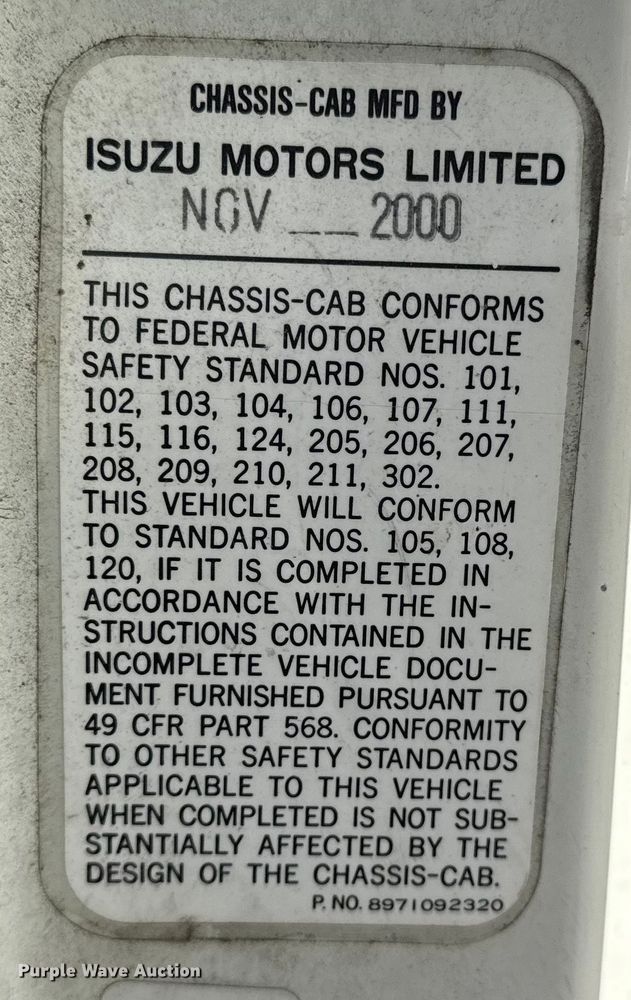 CHASSIS-CAB MFD BY
ISUZU MOTORS LIMITED
NOV __ 2000
THIS CHASSIS-CAB CONFORMS
TO FEDERAL MOTOR VEHICLE
SAFETY STANDARD NOS. 101,
102, 103, 104, 106, 107, 111,
115, 116, 124, 205, 206, 207,
208, 209, 210, 211, 302.
THIS VEHICLE WILL CONFORM
TO STANDARD NOS. 105, 108,
120, IF IT IS COMPLETED IN
ACCORDANCE WITH THE IN-
STRUCTIONS CONTAINED IN THE
INCOMPLETE VEHICLE DOCU-
MENT FURNISHED PURSUANT TO
49 CFR PART 568. CONFORMITY
TO OTHER SAFETY STANDARDS
APPLICABLE TO THIS VEHICLE
WHEN COMPLETED IS NOT SUB-
STANTIALLY AFFECTED BY THE
DESIGN OF THE CHASSIS-CAB.
P. NO. 8971092320
Purple Wave Auction